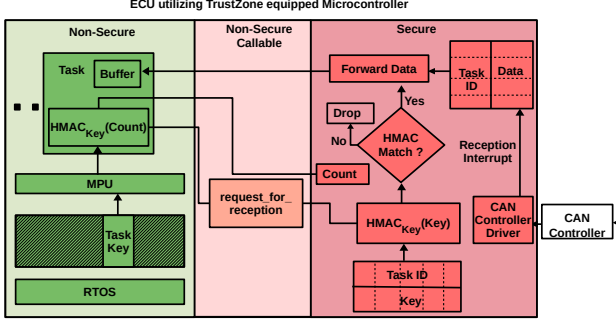 ECU utilizing TrustZone equipped Microcontroller
Non-Secure
Non-Secure
Callable
Secure
Task
Buffer
HMAC_Key(Count)
MPU
Task
Key
RTOS
request_for_
reception
Forward Data
Task
ID
Data
Yes
Drop
No
HMAC
Match ?
Reception
Interrupt
Count
HMAC_Key(Key)
CAN
Controller
Driver
CAN
Controller
Task ID
Key